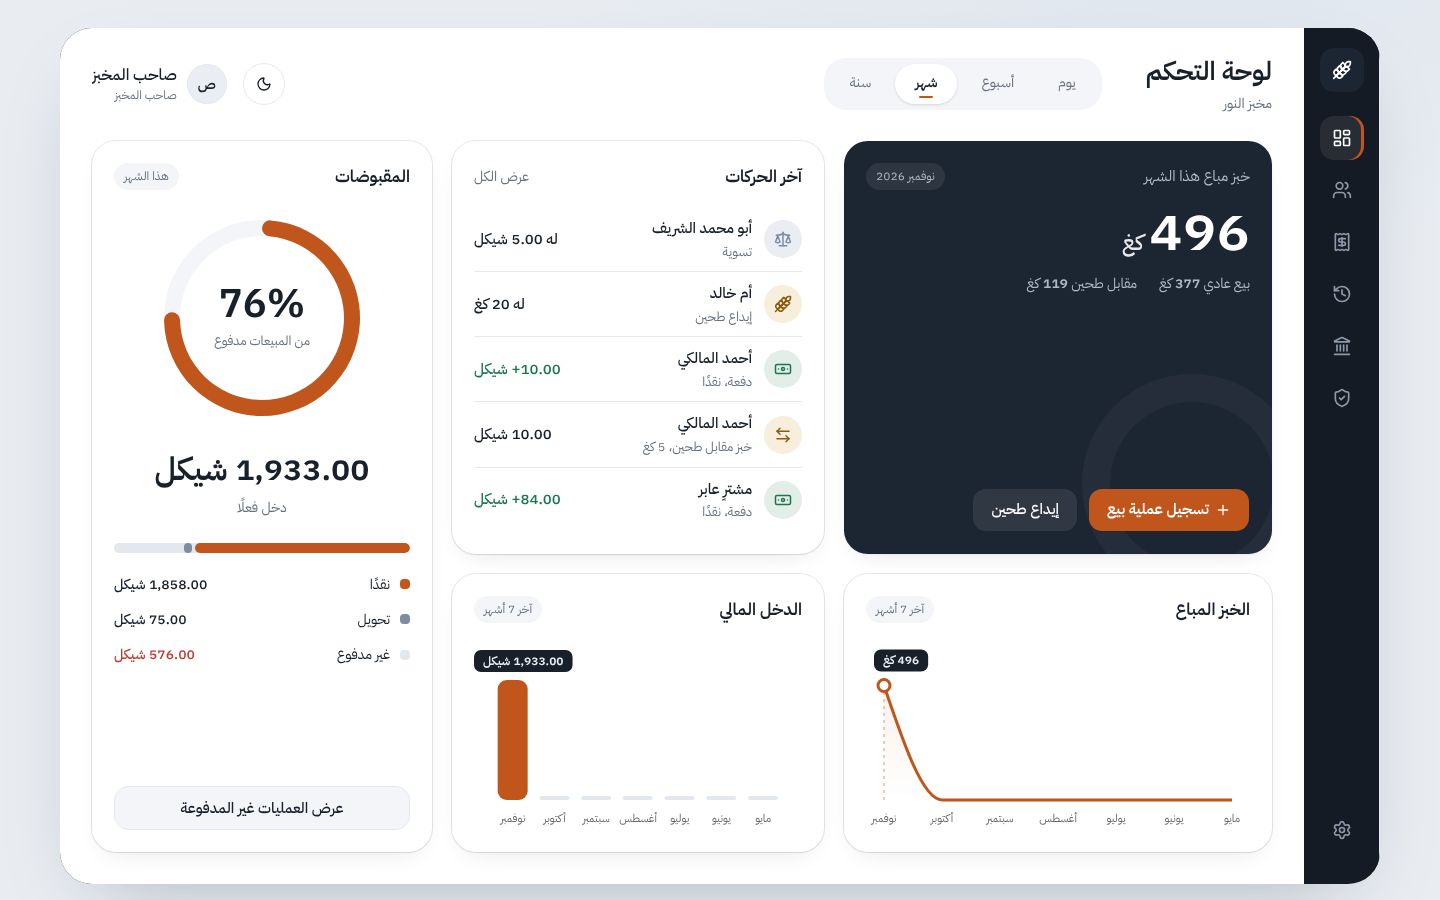 لوحة التحكم
مخبز النور
يوم
أسبوع
شهر
سنة
ص
صاحب المخبز
صاحب المخبز
خبز مباع هذا الشهر
نوفمبر 2026
496 كغ
بيع عادي 377 كغ
مقابل طحين 119 كغ
+ تسجيل عملية بيع
إيداع طحين
آخر الحركات
عرض الكل
أبو محمد الشريف
تسوية
له 5.00 شيكل
أم خالد
إيداع طحين
له 20 كغ
أحمد المالكي
دفعة، نقدًا
+10.00 شيكل
أحمد المالكي
خبز مقابل طحين، 5 كغ
10.00 شيكل
مشترٍ عابر
دفعة، نقدًا
+84.00 شيكل
المقبوضات
هذا الشهر
76%
من المبيعات مدفوع
1,933.00 شيكل
دخل فعلًا
نقدًا
1,858.00 شيكل
تحويل
75.00 شيكل
غير مدفوع
576.00 شيكل
عرض العمليات غير المدفوعة
الخبز المباع
آخر 7 أشهر
496 كغ
مايو
يونيو
يوليو
أغسطس
سبتمبر
أكتوبر
نوفمبر
الدخل المالي
آخر 7 أشهر
1,933.00 شيكل
مايو
يونيو
يوليو
أغسطس
سبتمبر
أكتوبر
نوفمبر